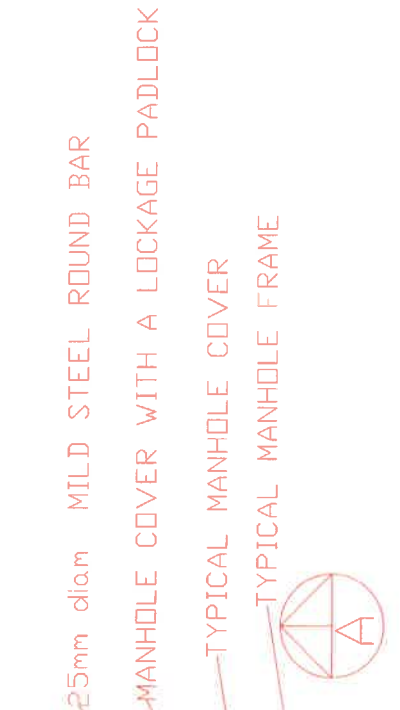 25mm diam MILD STEEL ROUND BAR
MANHOLE COVER WITH A LOCKAGE PADLOCK
TYPICAL MANHOLE COVER
TYPICAL MANHOLE FRAME
A